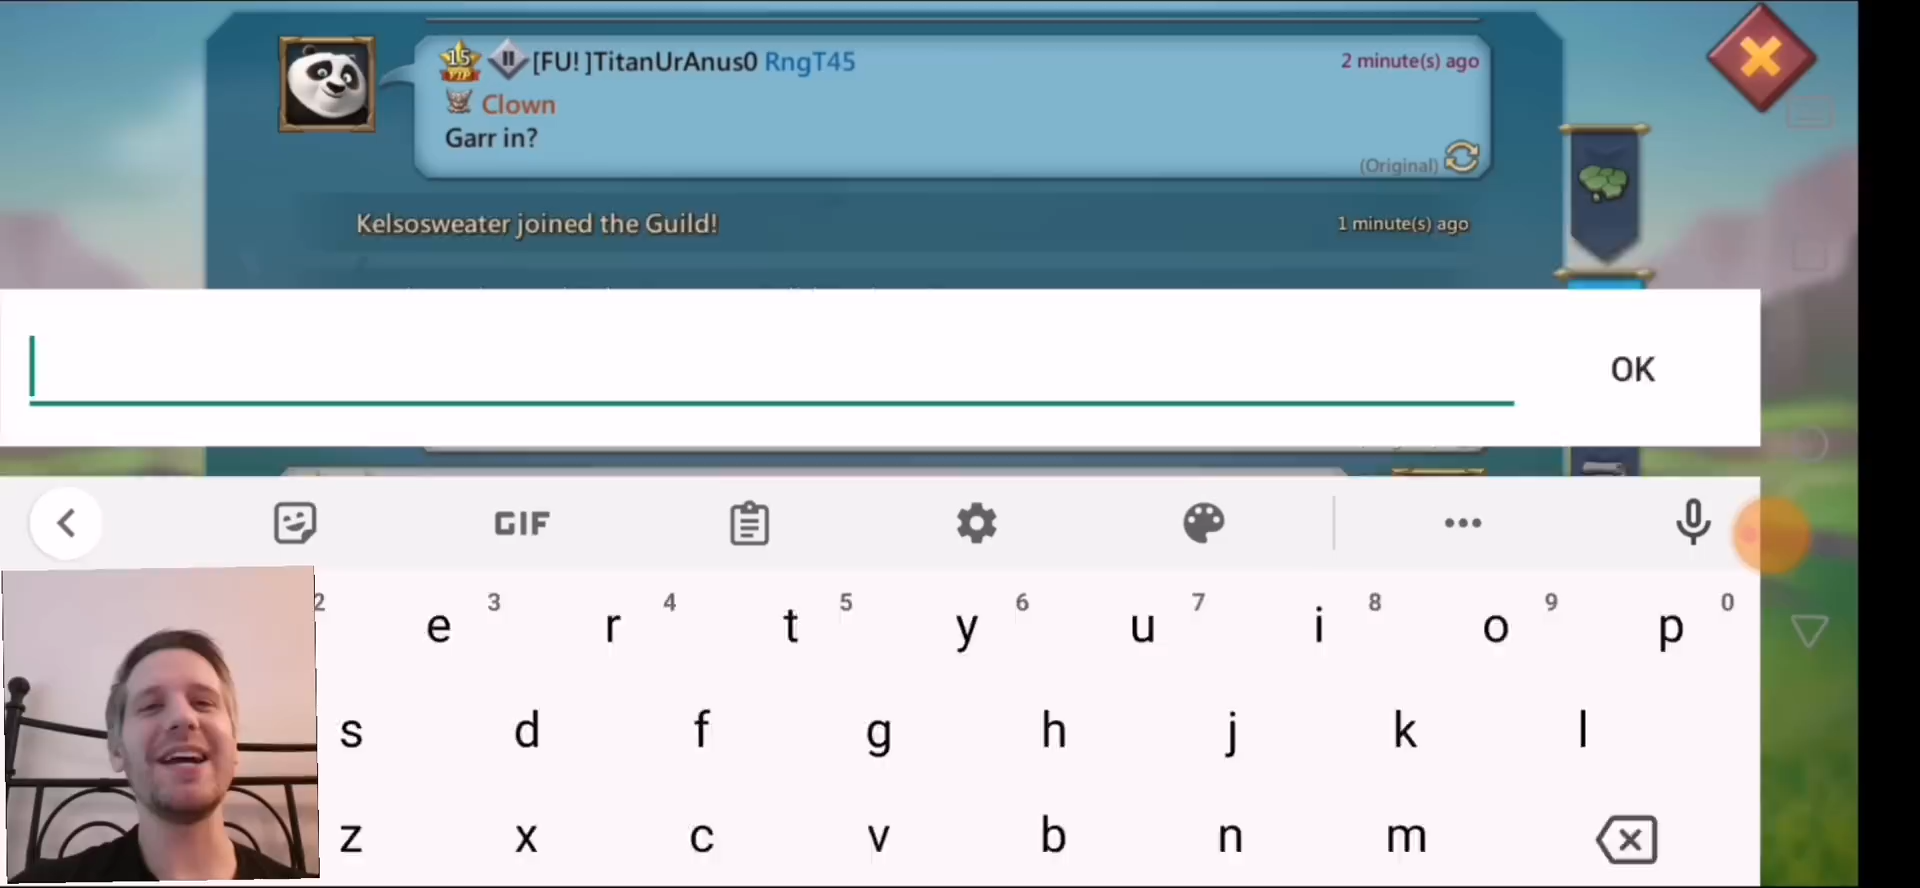 15 VIP II [FU! ]TitanUrAnus0 RngT45 2 minute(s) ago
Clown
Garr in?
(Original)
Kelsosweater joined the Guild! 1 minute(s) ago
OK
GIF
2 3 4 5 6 7 8 9 0
e r t y u i o p
s d f g h j k l
z x c v b n m